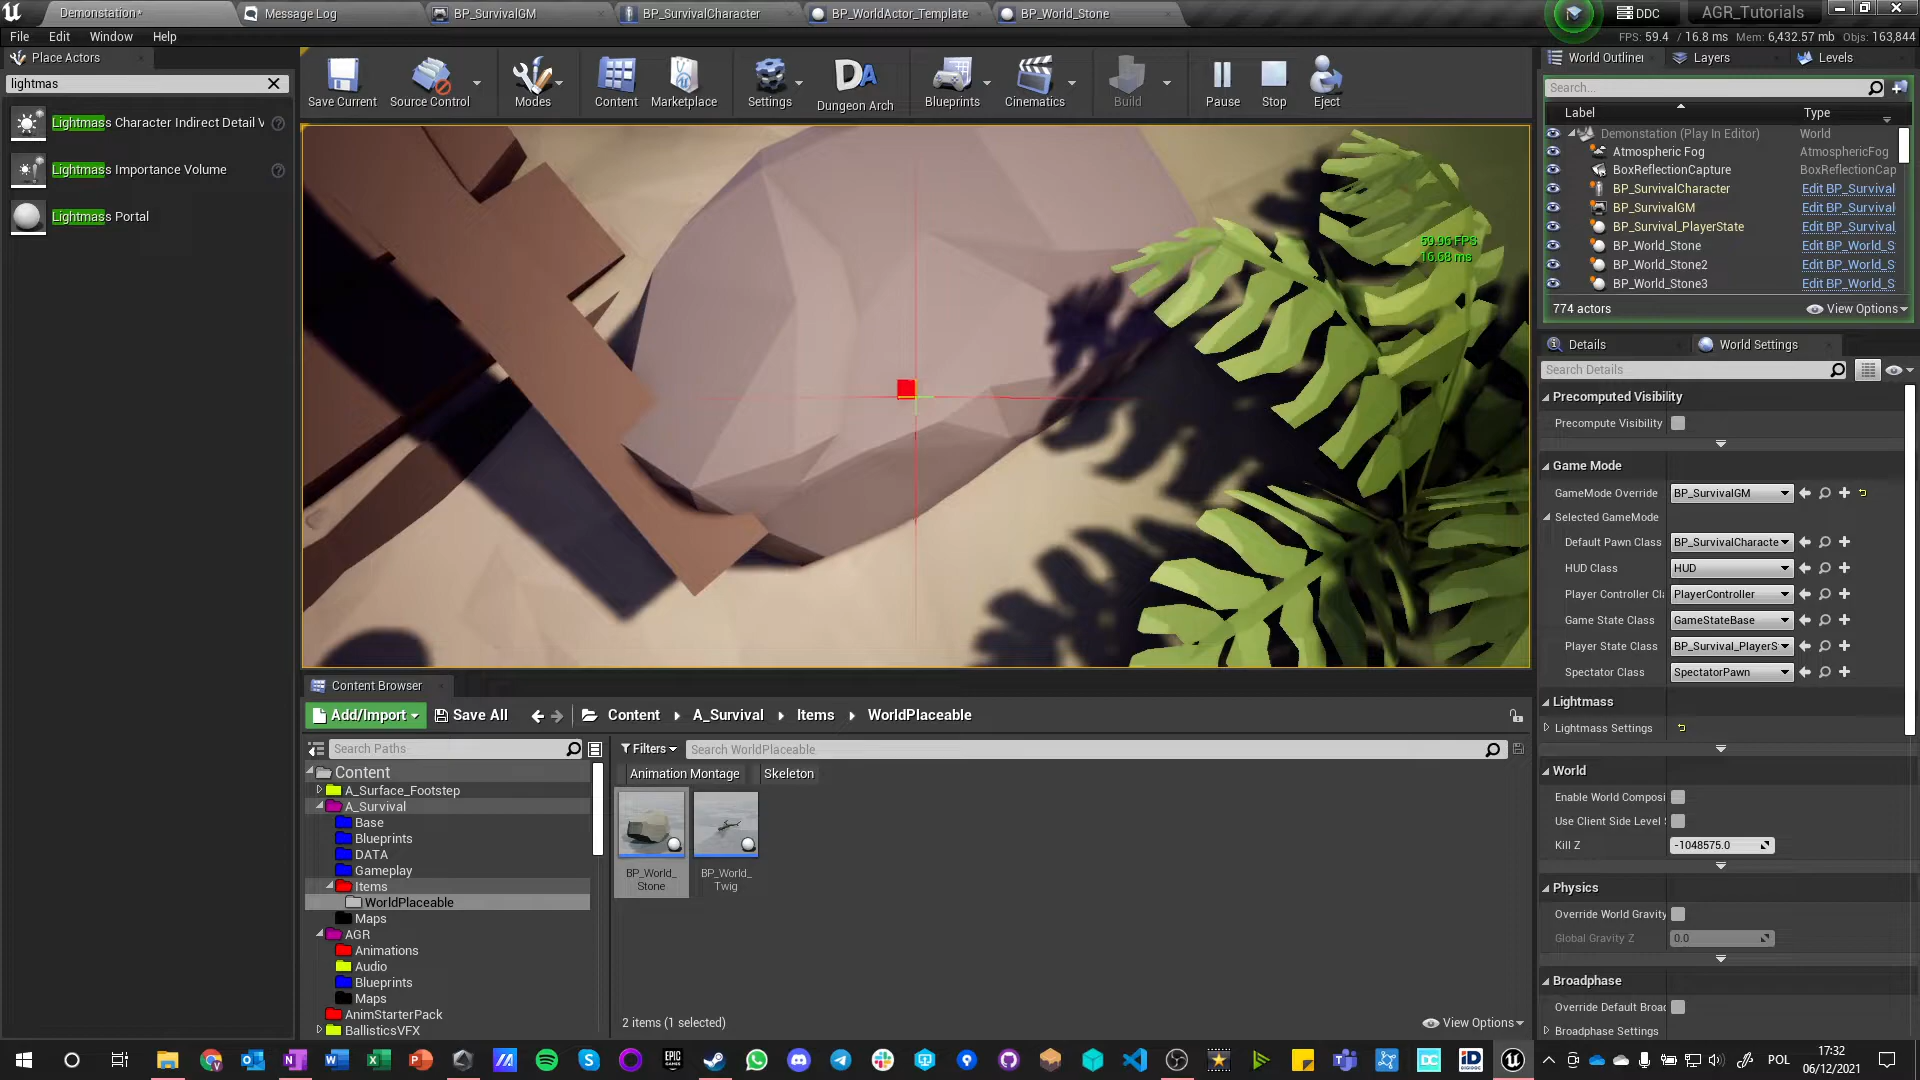 Demonstation*
Message Log
BP_SurvivalGM
BP_SurvivalCharacter
BP_WorldActor_Template
BP_World_Stone
DDC
AGR_Tutorials
File
Edit
Window
Help
FPS: 59.4 / 16.8 ms Mem: 6,432.57 mb Objs: 163,844
Place Actors
lightmas
Lightmass Character Indirect Detail V
Lightmass Importance Volume
Lightmass Portal
Save Current
Source Control
Modes
Content
Marketplace
Settings
Dungeon Arch
Blueprints
Cinematics
Build
Pause
Stop
Eject
59.96 FPS
16.68 ms
World Outliner
Layers
Levels
Search...
Label
Type
Demonstation (Play In Editor) World
Atmospheric Fog AtmosphericFog
BoxReflectionCapture BoxReflectionCap
BP_SurvivalCharacter Edit BP_Survival
BP_SurvivalGM Edit BP_Survival
BP_Survival_PlayerState Edit BP_Survival
BP_World_Stone Edit BP_World_S
BP_World_Stone2 Edit BP_World_S
BP_World_Stone3 Edit BP_World_S
774 actors
View Options
Details
World Settings
Search Details
Precomputed Visibility
Precompute Visibility
Game Mode
GameMode Override BP_SurvivalGM
Selected GameMode
Default Pawn Class BP_SurvivalCharacte
HUD Class HUD
Player Controller Cl PlayerController
Game State Class GameStateBase
Player State Class BP_Survival_PlayerS
Spectator Class SpectatorPawn
Lightmass
Lightmass Settings
World
Enable World Composi
Use Client Side Level
Kill Z -1048575.0
Physics
Override World Gravity
Global Gravity Z 0.0
Broadphase
Override Default Broad
Broadphase Settings
Content Browser
Add/Import
Save All
Content
A_Survival
Items
WorldPlaceable
Search Paths
Filters
Search WorldPlaceable
Animation Montage
Skeleton
Content
A_Surface_Footstep
A_Survival
Base
Blueprints
DATA
Gameplay
Items
WorldPlaceable
Maps
AGR
Animations
Audio
Blueprints
Maps
AnimStarterPack
BallisticsVFX
BP_World_
Stone
BP_World_
Twig
2 items (1 selected)
View Options
EPIC
GAMES
POL
17:32
06/12/2021